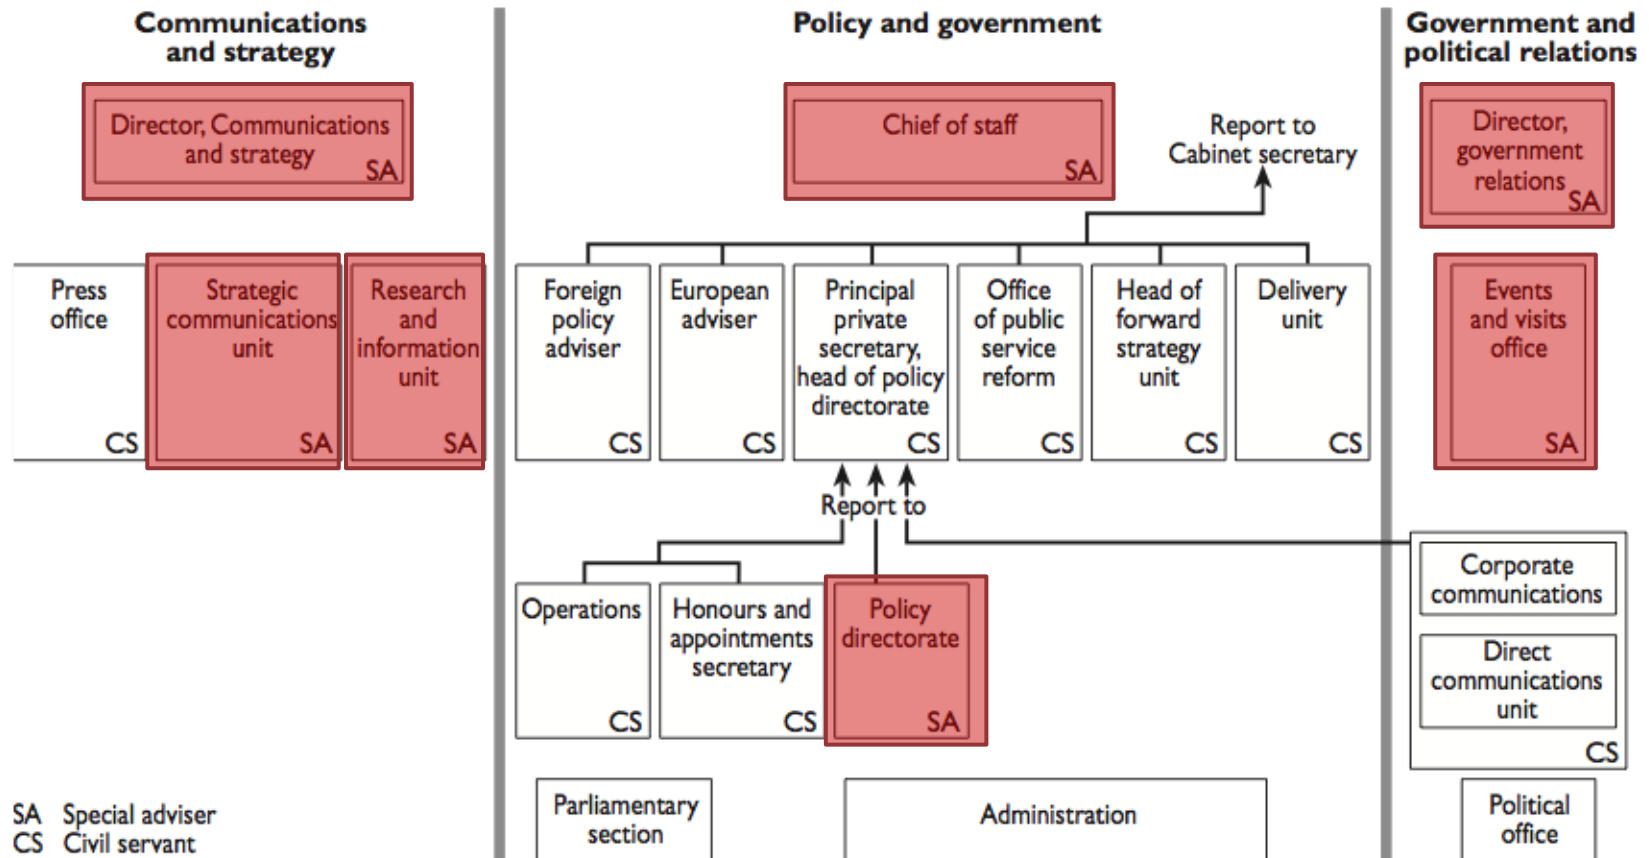 Communications
and strategy
Policy and government
Government and
political relations
Director, Communications
and strategy
SA
Chief of staff
SA
Report to
Cabinet secretary
Director,
government
relations
SA
Press
office
CS
Strategic
communications
unit
SA
Research
and
information
unit
SA
Foreign
policy
adviser
CS
European
adviser
CS
Principal
private
secretary,
head of policy
directorate
CS
Office
of public
service
reform
CS
Head of
forward
strategy
unit
CS
Delivery
unit
CS
Events
and visits
office
SA
Report to
Operations
CS
Honours and
appointments
secretary
CS
Policy
directorate
SA
Corporate
communications
Direct
communications
unit
CS
SA Special adviser
CS Civil servant
Parliamentary
section
Administration
Political
office